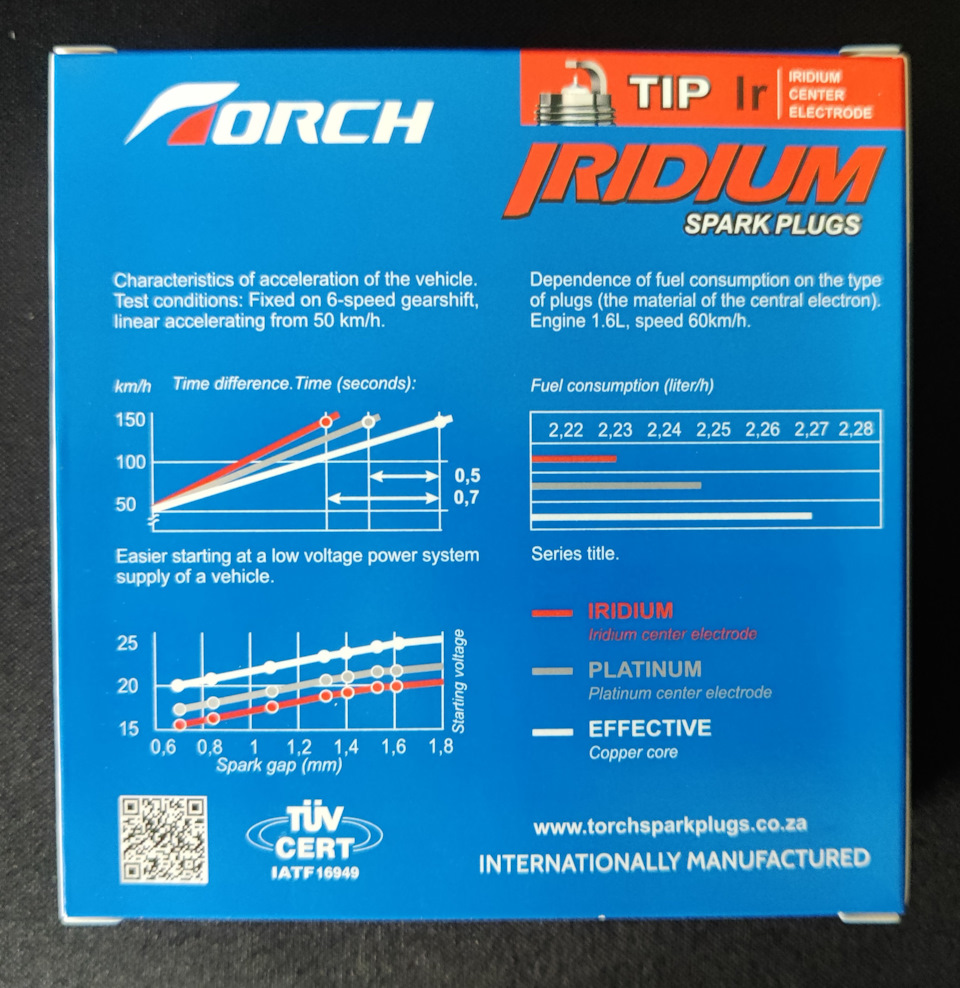 TORCH
TIP Ir
IRIDIUM
CENTER
ELECTRODE
IRIDIUM
SPARK PLUGS
Characteristics of acceleration of the vehicle.
Test conditions: Fixed on 6-speed gearshift,
linear accelerating from 50 km/h.
km/h Time difference. Time (seconds):
150
100
50
0,5
0,7
Easier starting at a low voltage power system
supply of a vehicle.
25
20
15
0,6 0,8 1 1,2 1,4 1,6 1,8
Spark gap (mm)
Starting voltage
Dependence of fuel consumption on the type
of plugs (the material of the central electron).
Engine 1.6L, speed 60km/h.
Fuel consumption (liter/h)
2,22 2,23 2,24 2,25 2,26 2,27 2,28
Series title.
IRIDIUM
Iridium center electrode
PLATINUM
Platinum center electrode
EFFECTIVE
Copper core
TÜV
CERT
IATF 16949
www.torchsparkplugs.co.za
INTERNATIONALLY MANUFACTURED